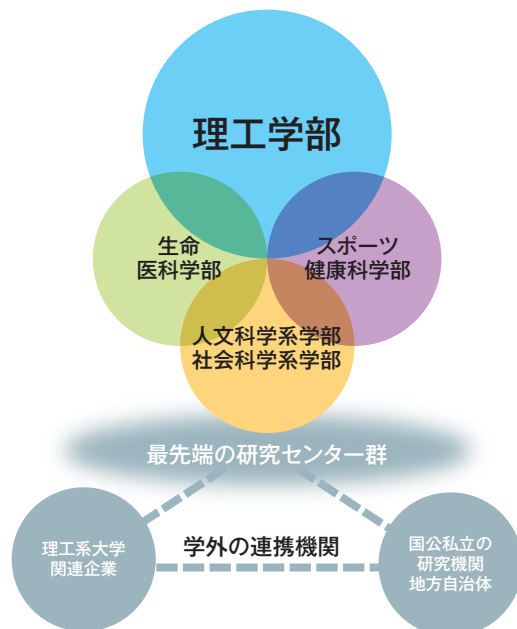 理工学部
生命
医科学部
スポーツ
健康科学部
人文科学系学部
社会科学系学部
最先端の研究センター群
理工系大学
関連企業
学外の連携機関
国公私立の
研究機関
地方自治体